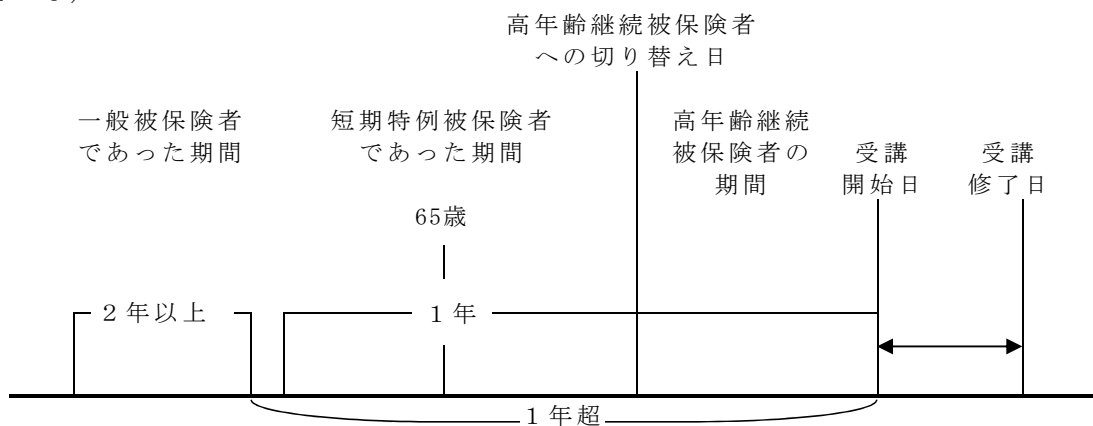 高年齢継続被保険者
への切り替え日
一般被保険者
であった期間
短期特例被保険者
であった期間
高年齢継続
被保険者の
期間
受講
開始日
受講
修了日
65歳
2年以上
1年
1年超